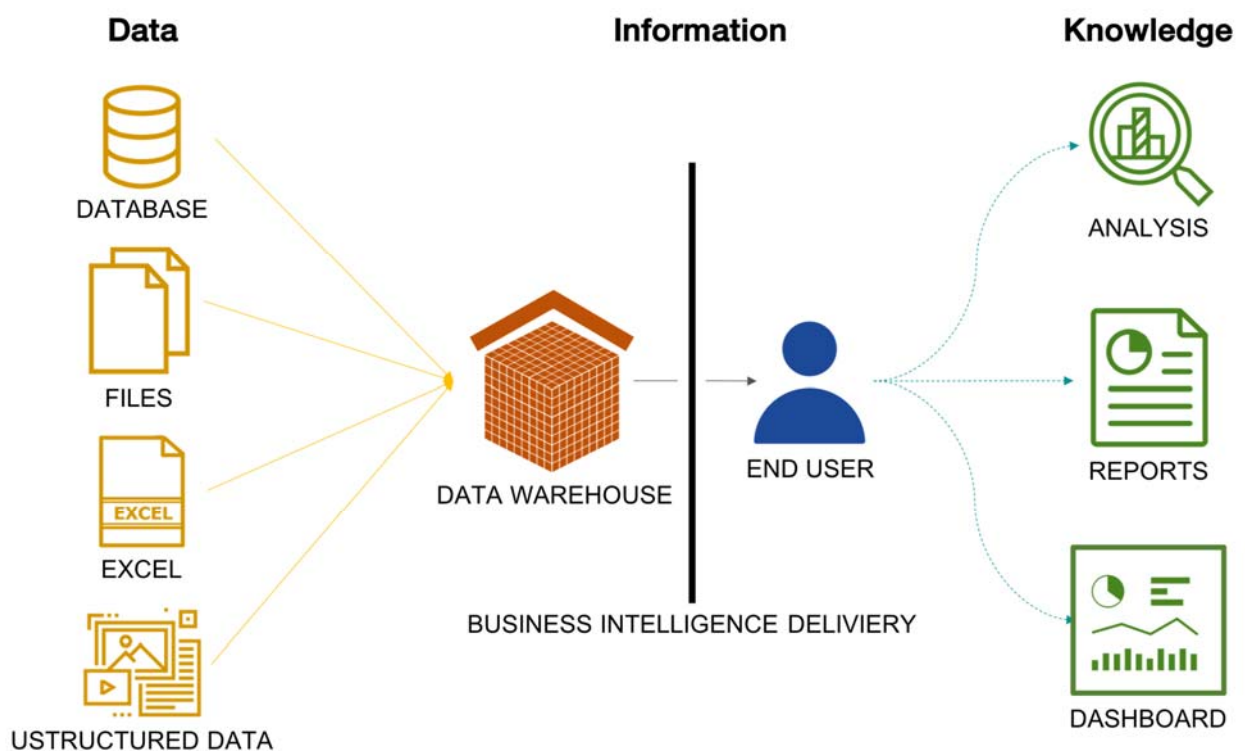 Data
Information
Knowledge
DATABASE
FILES
EXCEL
EXCEL
USTRUCTURED DATA
DATA WAREHOUSE
END USER
BUSINESS INTELLIGENCE DELIVIERY
ANALYSIS
REPORTS
DASHBOARD